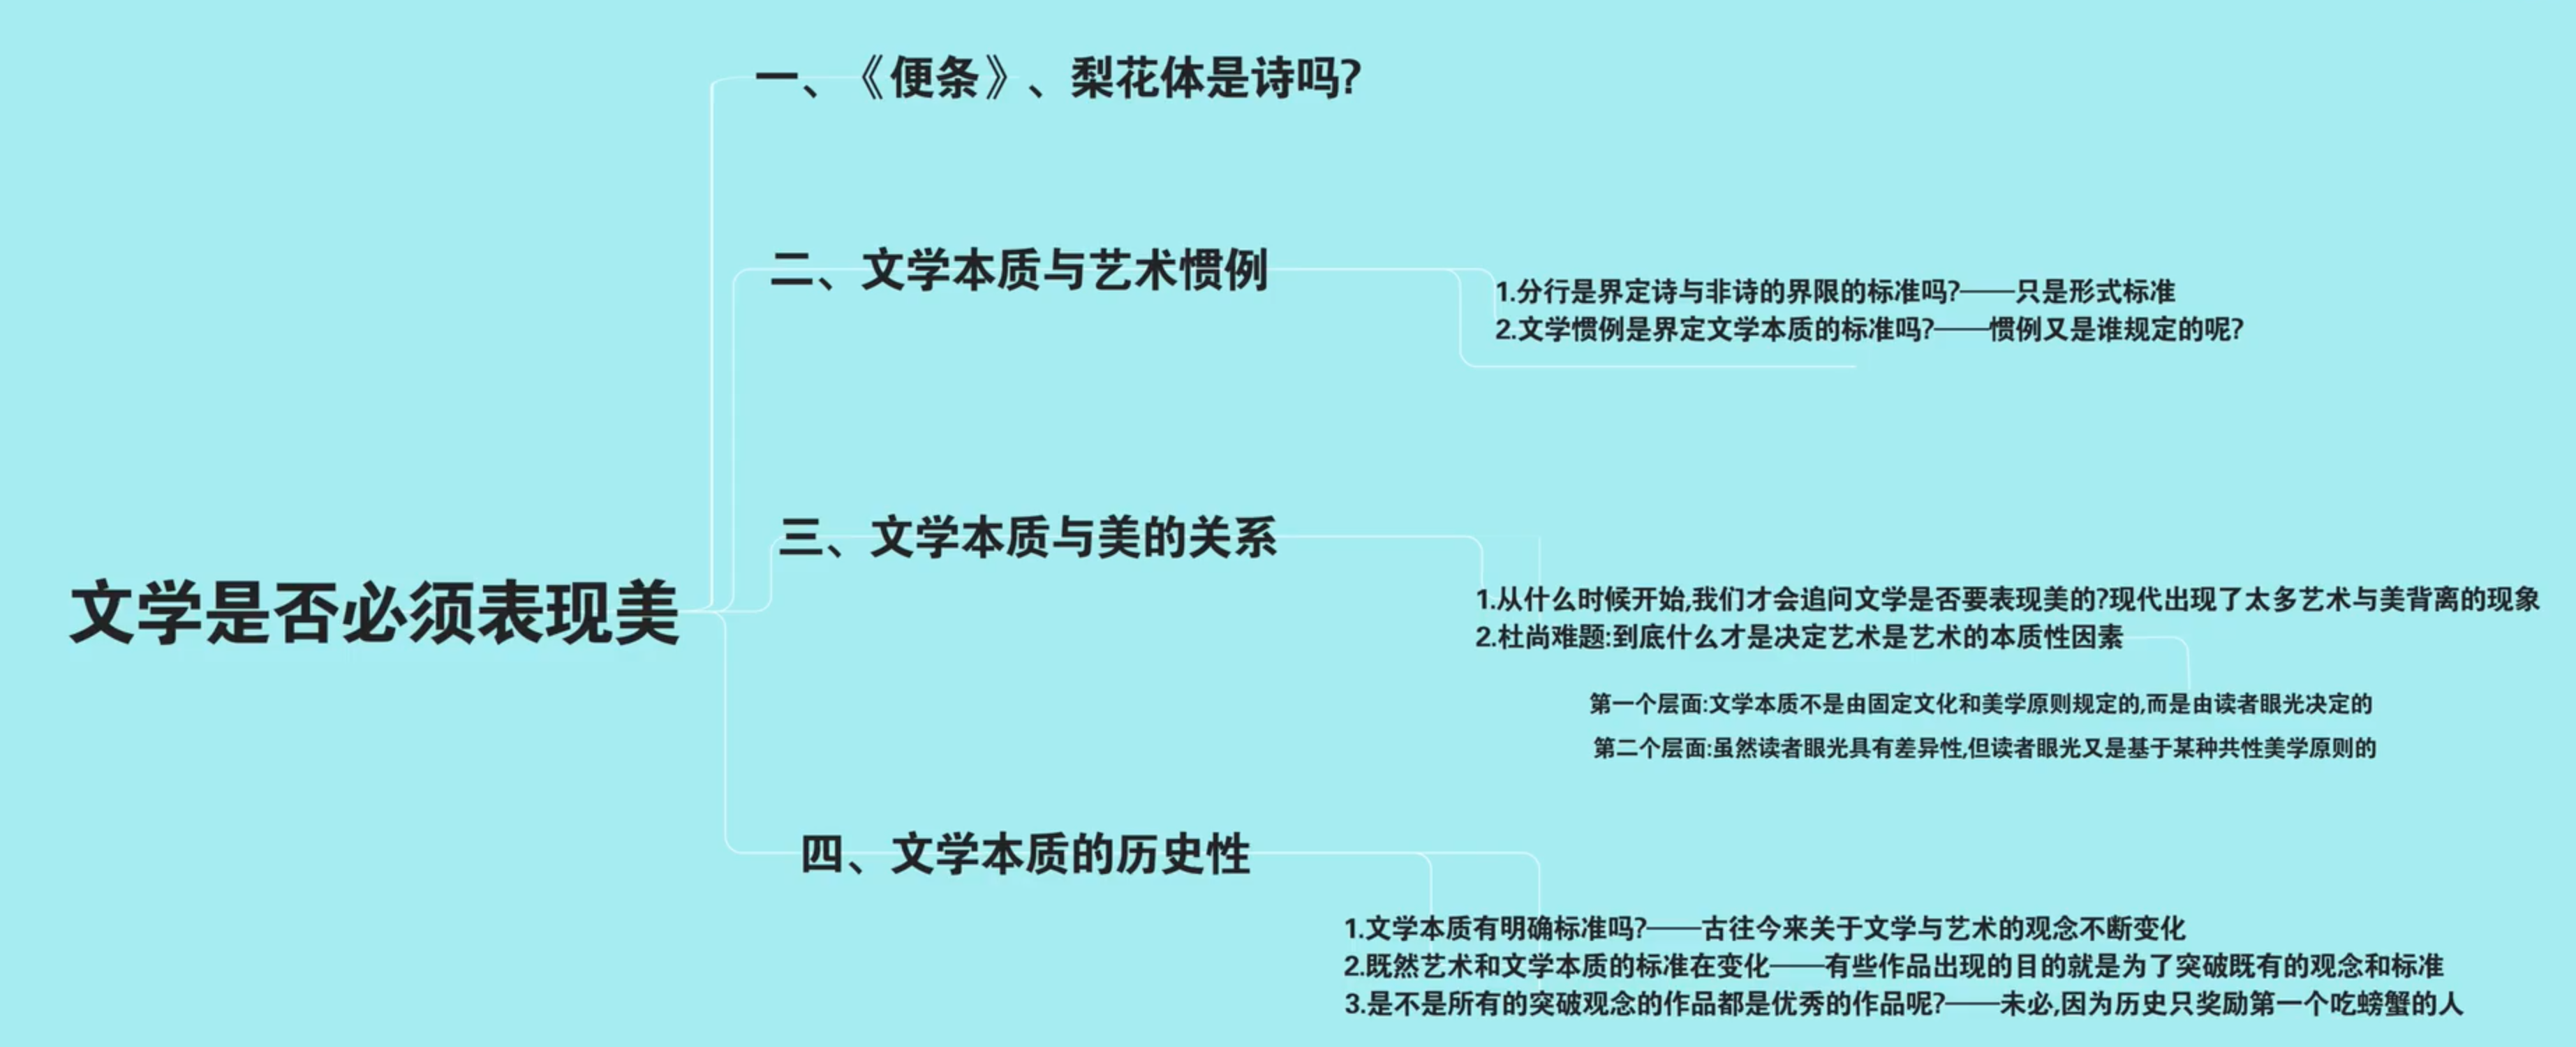 一、《便条》、梨花体是诗吗?
二、文学本质与艺术惯例
1.分行是界定诗与非诗的界限的标准吗?——只是形式标准
2.文学惯例是界定文学本质的标准吗?——惯例又是谁规定的呢?
三、文学本质与美的关系
文学是否必须表现美
1.从什么时候开始,我们才会追问文学是否要表现美的?现代出现了太多艺术与美背离的现象
2.杜尚难题:到底什么才是决定艺术是艺术的本质性因素
第一个层面:文学本质不是由固定文化和美学原则规定的,而是由读者眼光决定的
第二个层面:虽然读者眼光具有差异性,但读者眼光又是基于某种共性美学原则的
四、文学本质的历史性
1.文学本质有明确标准吗?——古往今来关于文学与艺术的观念不断变化
2.既然艺术和文学本质的标准在变化——有些作品出现的目的就是为了突破既有的观念和标准
3.是不是所有的突破观念的作品都是优秀的作品呢?——未必,因为历史只奖励第一个吃螃蟹的人